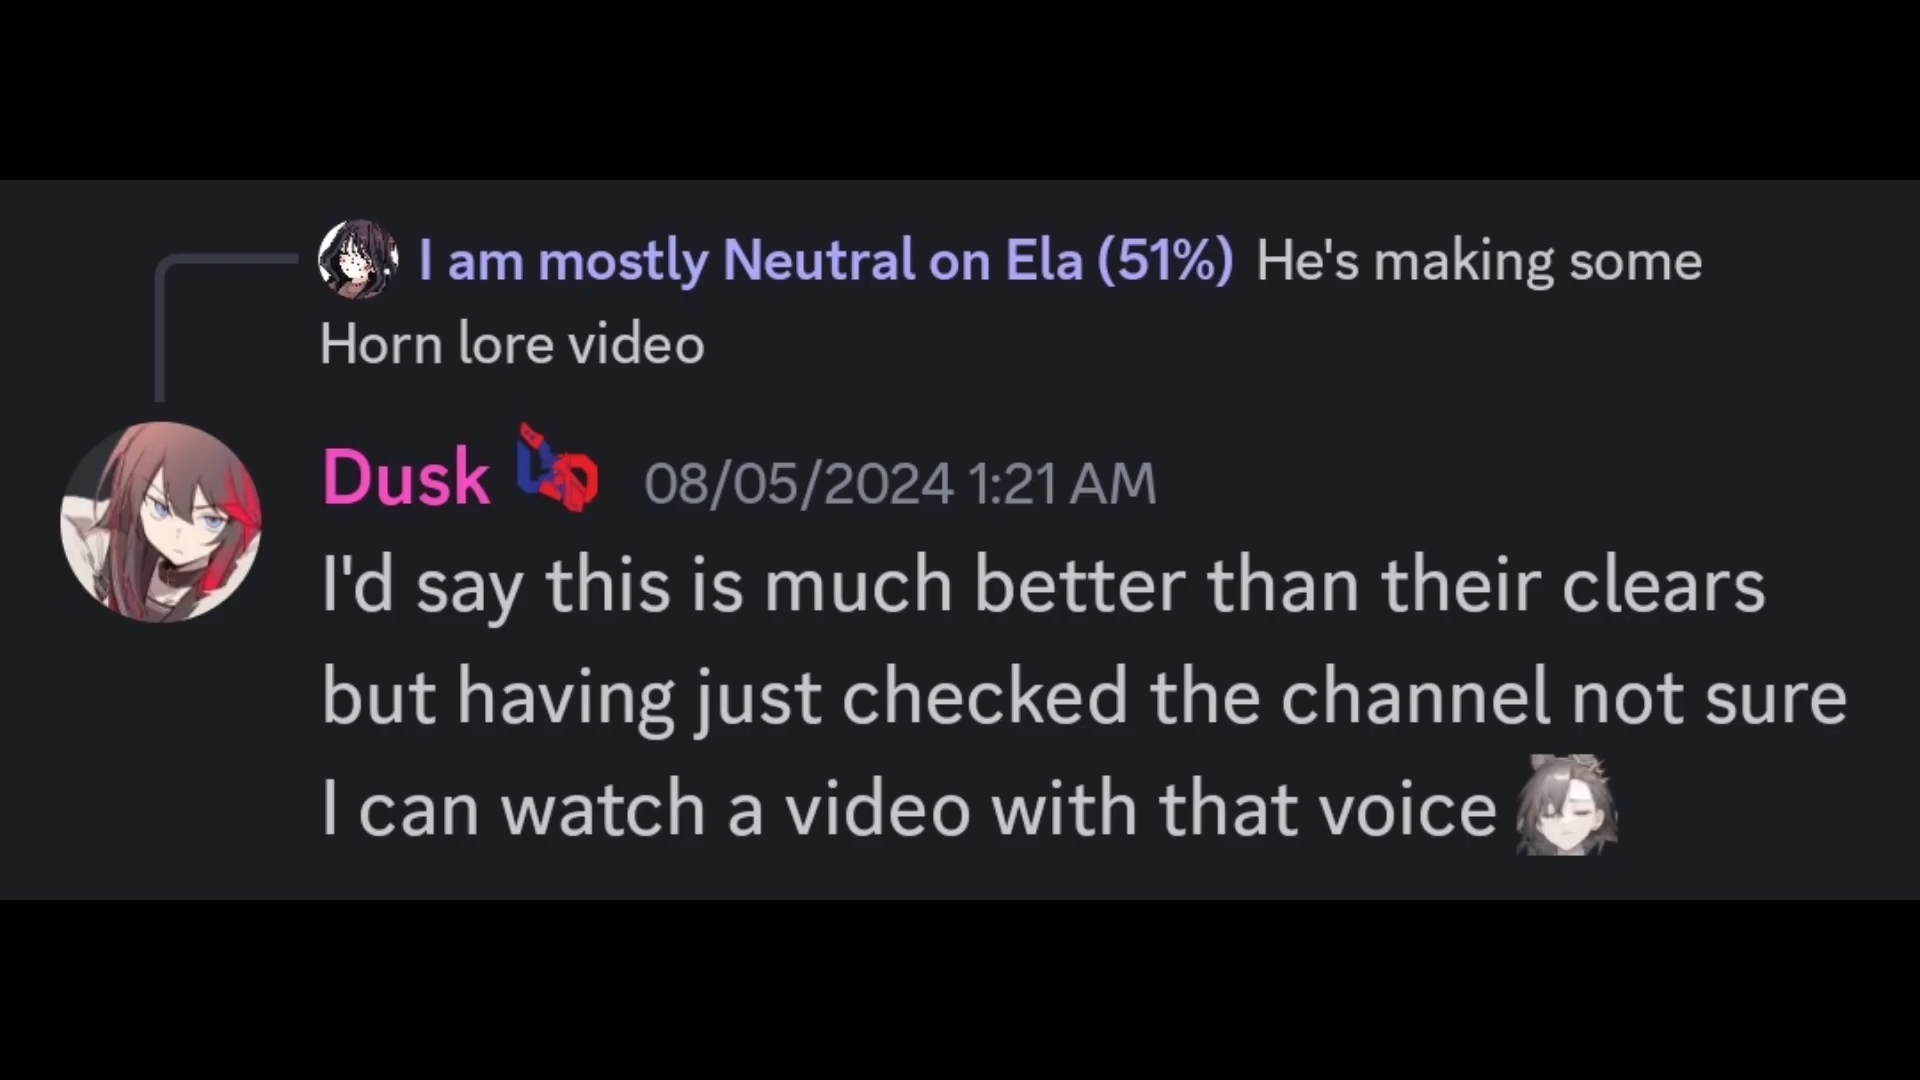 I am mostly Neutral on Ela (51%) He's making some
Horn lore video
Dusk 08/05/2024 1:21 AM
I'd say this is much better than their clears
but having just checked the channel not sure
I can watch a video with that voice